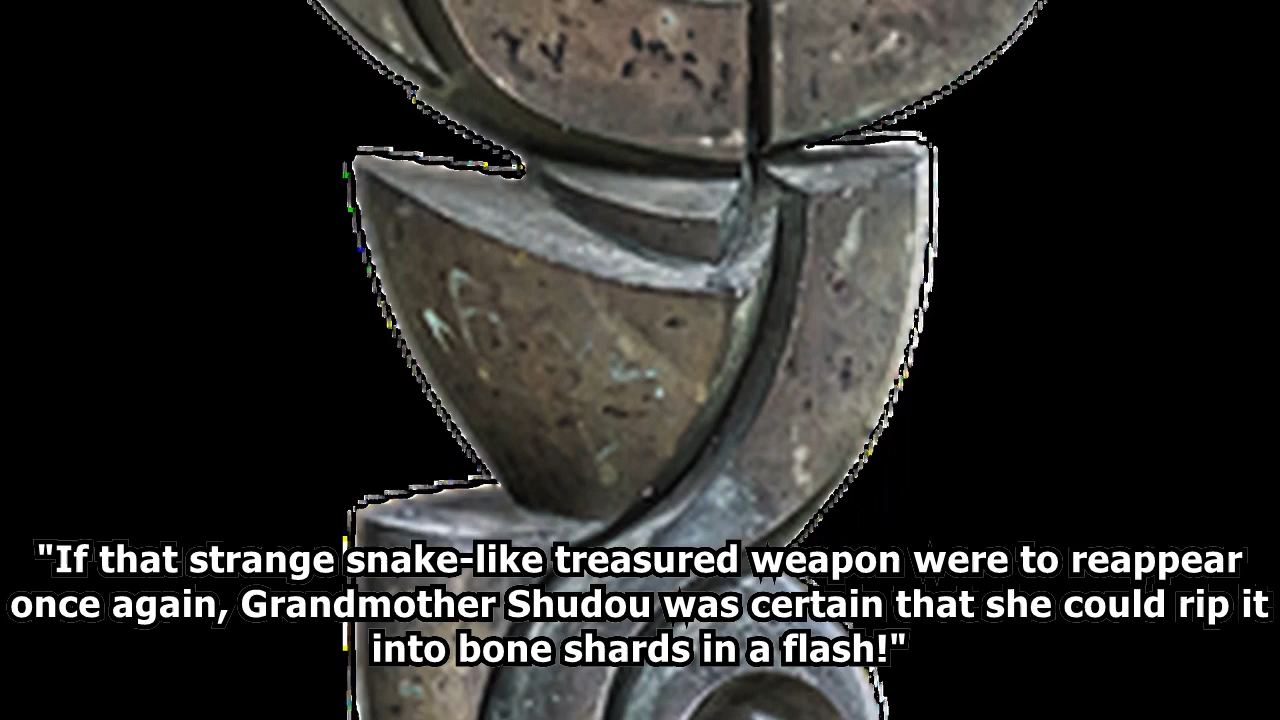 "If that strange snake-like treasured weapon were to reappear
once again, Grandmother Shudou was certain that she could rip it
into bone shards in a flash!"